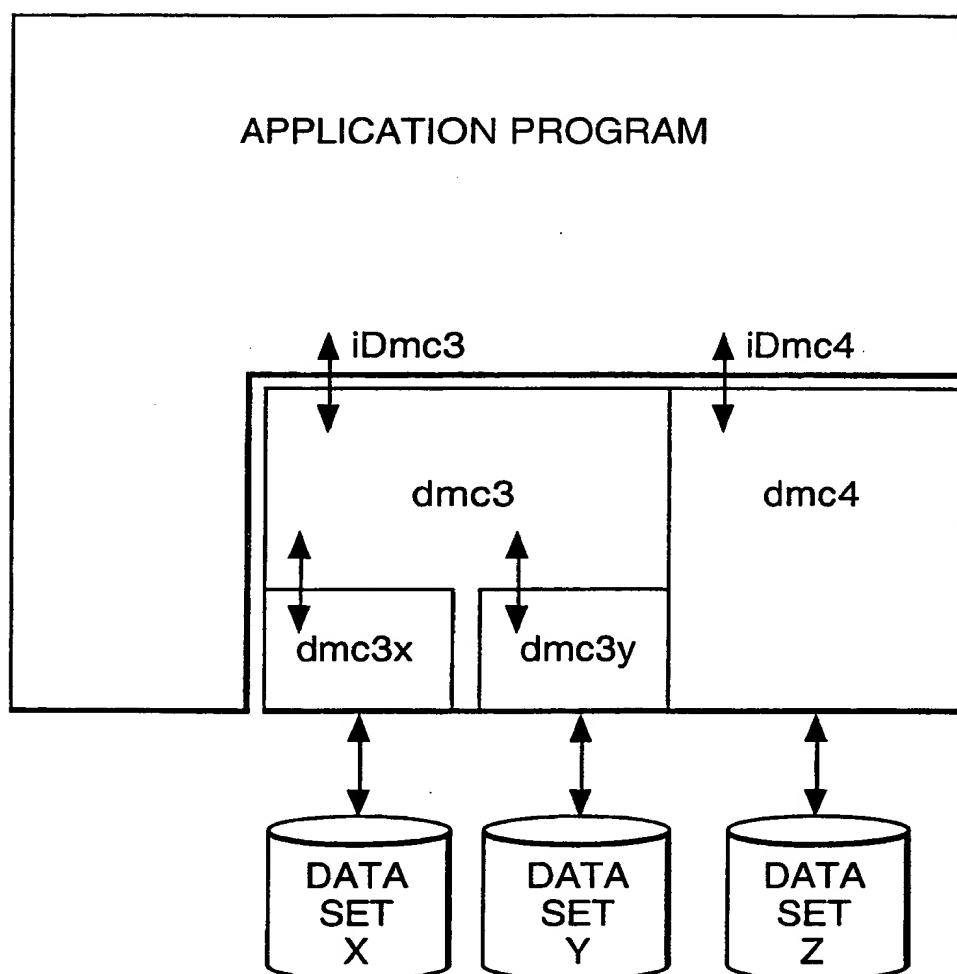 APPLICATION PROGRAM
iDmc3
iDmc4
dmc3
dmc4
dmc3x
dmc3y
DATA
SET
X
DATA
SET
Y
DATA
SET
Z